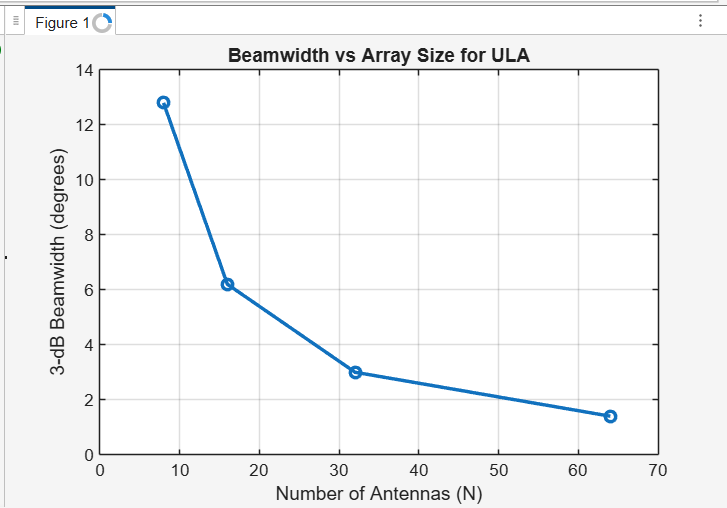 Figure 1
Beamwidth vs Array Size for ULA
14
12
10
8
6
4
2
0
3-dB Beamwidth (degrees)
0 10 20 30 40 50 60 70
Number of Antennas (N)